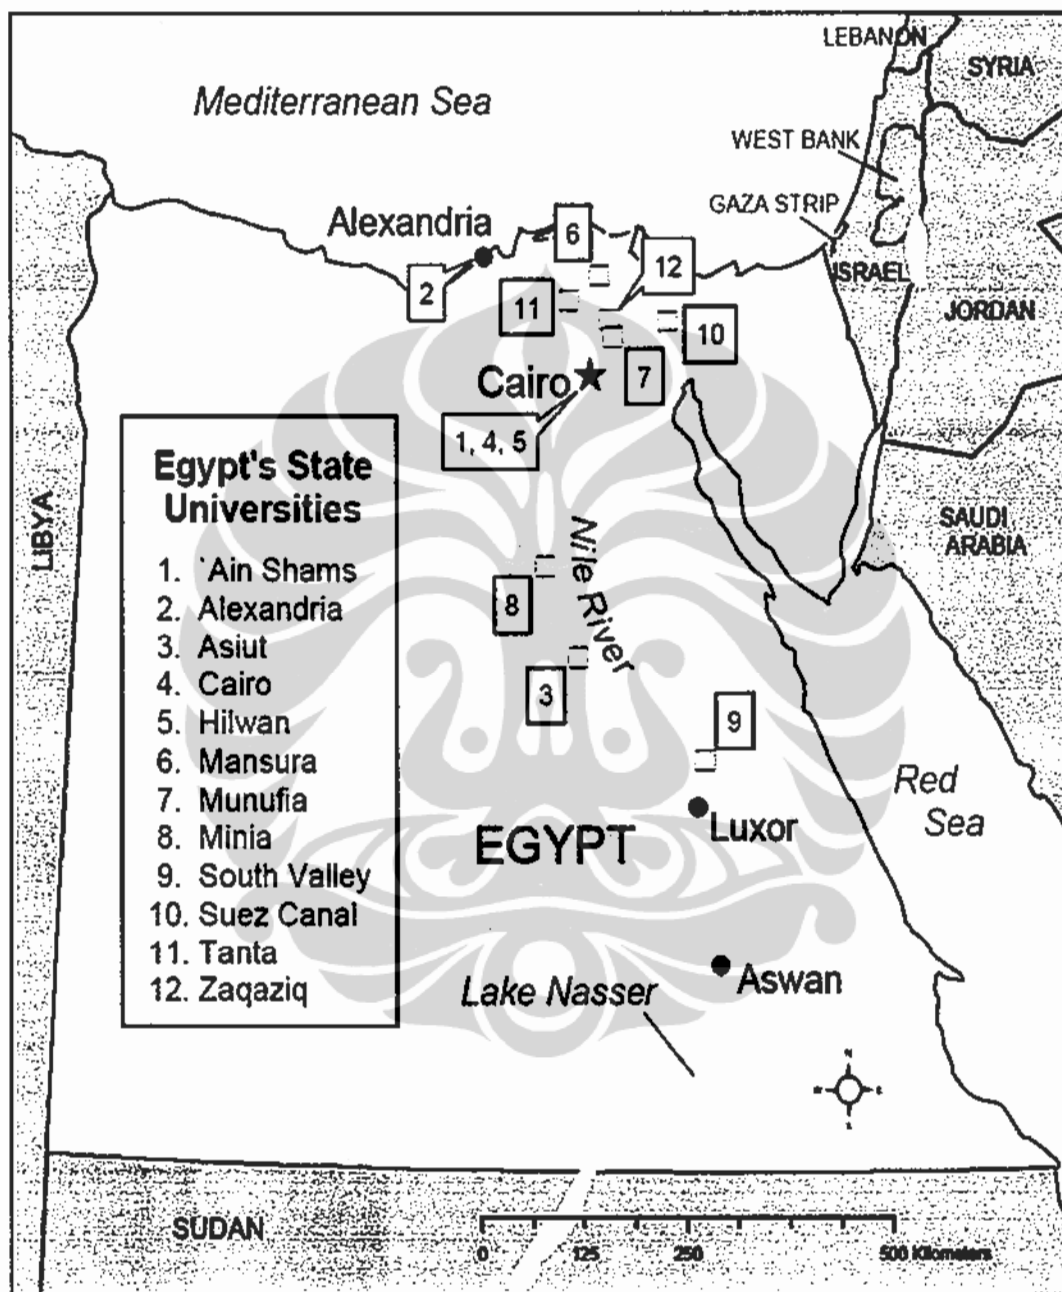 LEBANON
SYRIA
Mediterranean Sea
WEST BANK
GAZA STRIP
Alexandria
6
12
2
11
ISRAEL
JORDAN
10
Cairo
7
1, 4, 5
Egypt's State
Universities
1. 'Ain Shams
2. Alexandria
3. Asiut
4. Cairo
5. Hilwan
6. Mansura
7. Munufia
8. Minia
9. South Valley
10. Suez Canal
11. Tanta
12. Zaqaziq
LIBYA
SAUDI
ARABIA
Nile River
8
3
9
Red
Sea
Luxor
EGYPT
Aswan
Lake Nasser
N
SUDAN
0 125 250 500 Kilometers